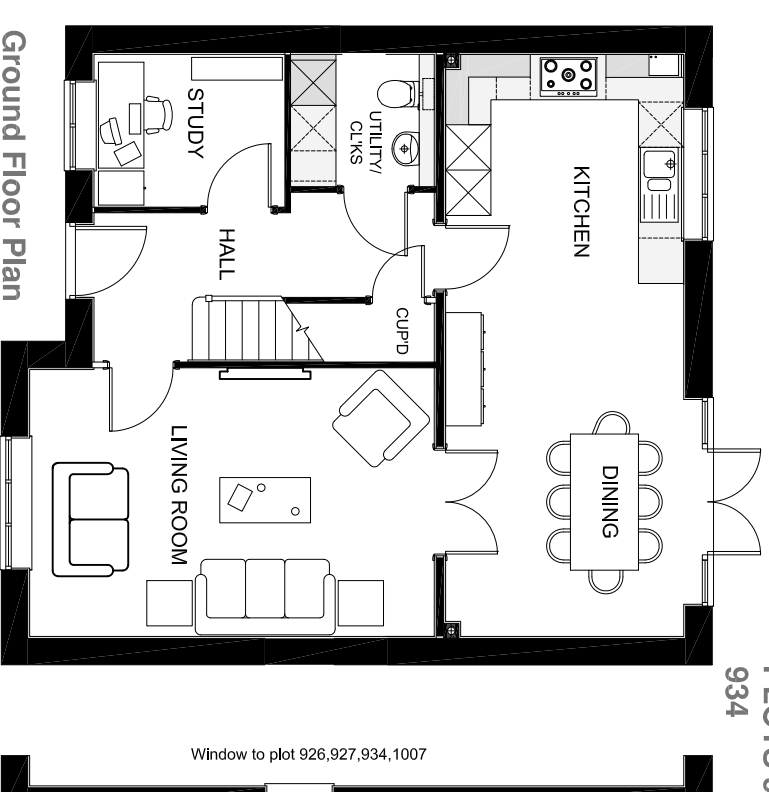 Ground Floor Plan
STUDY
UTILITY/
CL'KS
KITCHEN
HALL
CUP'D
LIVING ROOM
DINING
934
Window to plot 926,927,934,1007